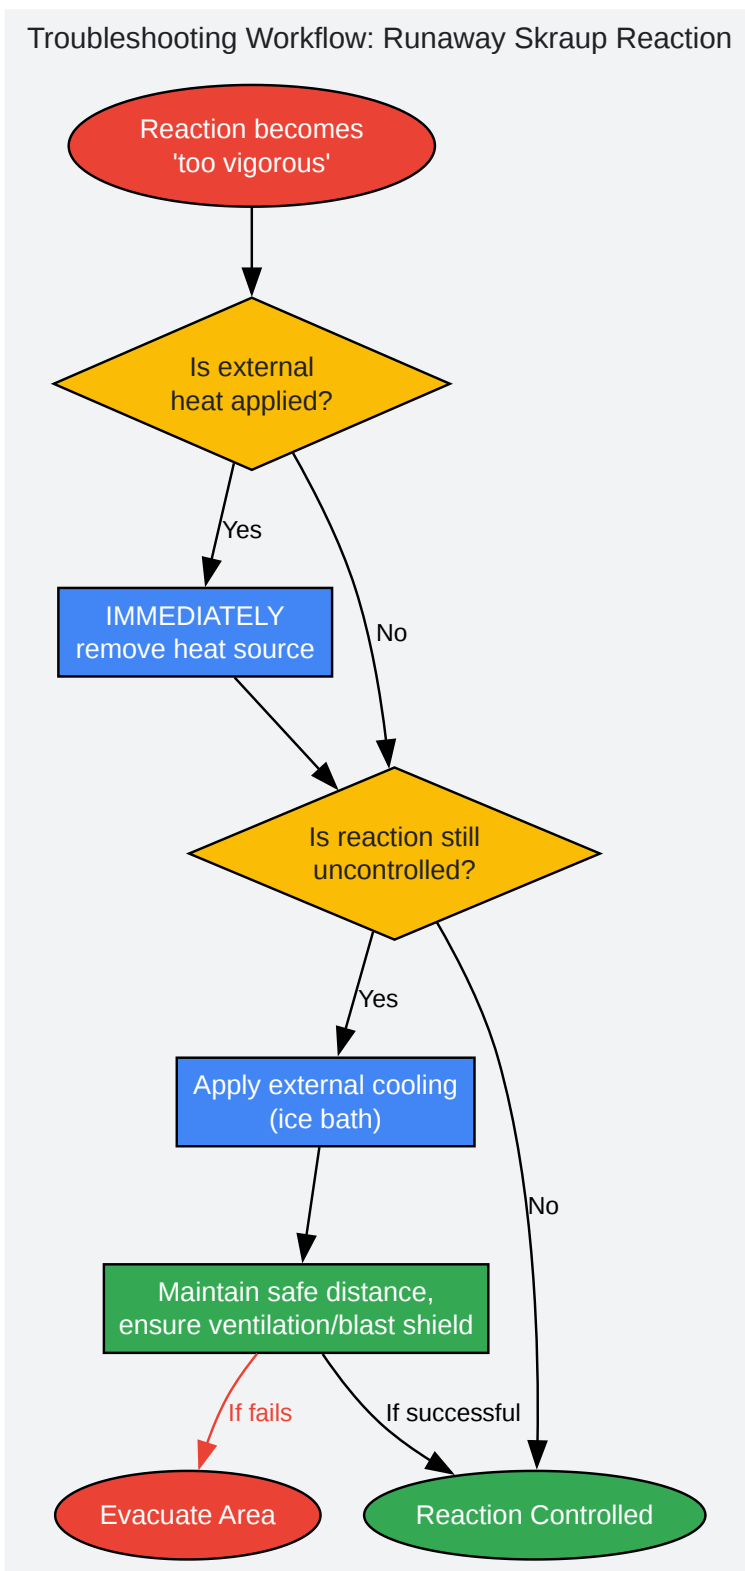 Troubleshooting Workflow: Runaway Skraup Reaction
Reaction becomes
'too vigorous'
Is external
heat applied?
Yes
IMMEDIATELY
remove heat source
No
Is reaction still
uncontrolled?
Yes
Apply external cooling
(ice bath)
No
Maintain safe distance,
ensure ventilation/blast shield
If fails
If successful
Evacuate Area
Reaction Controlled